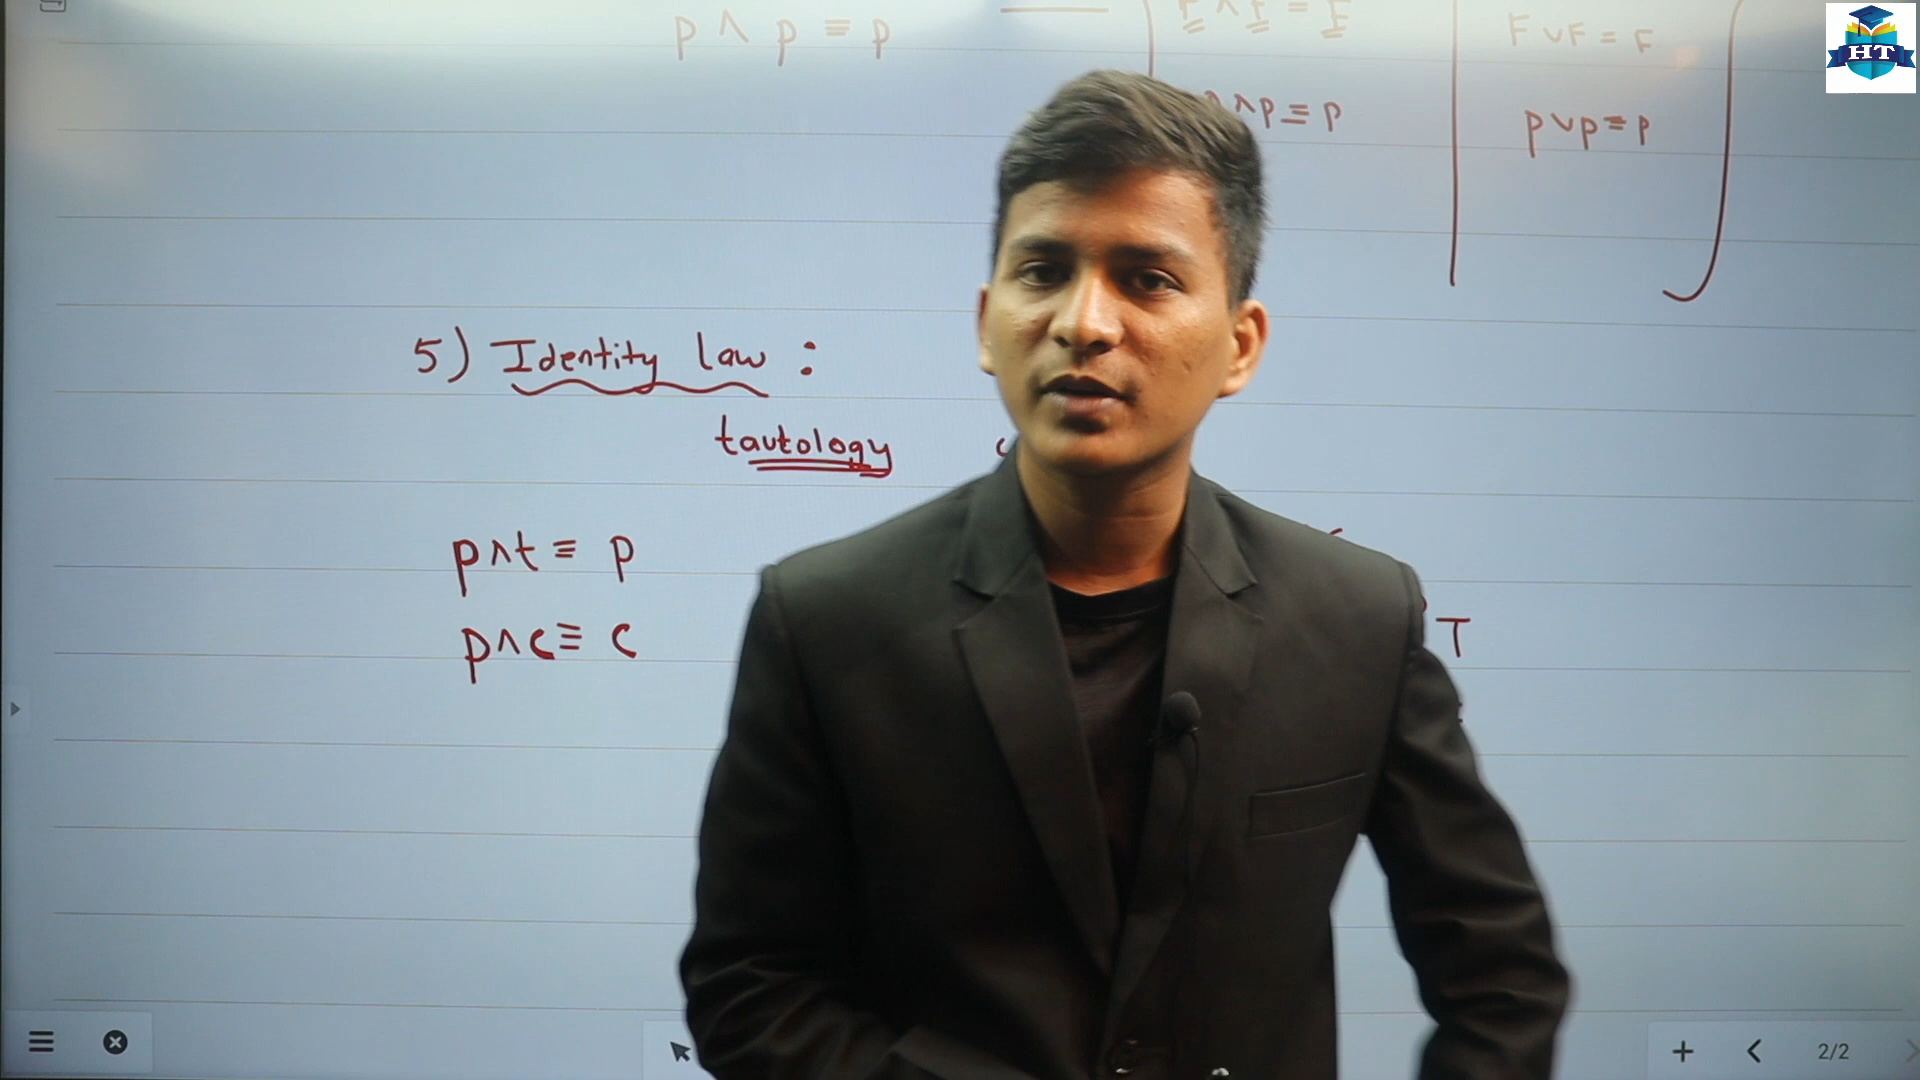 p ∧ p ≡ p
F ∧ F = F
F ∨ F = F
∧ p ≡ p
p ∨ p ≡ p
5) Identity law :
tautology
p ∧ t ≡ p
p ∧ c ≡ c
T
2/2
HT